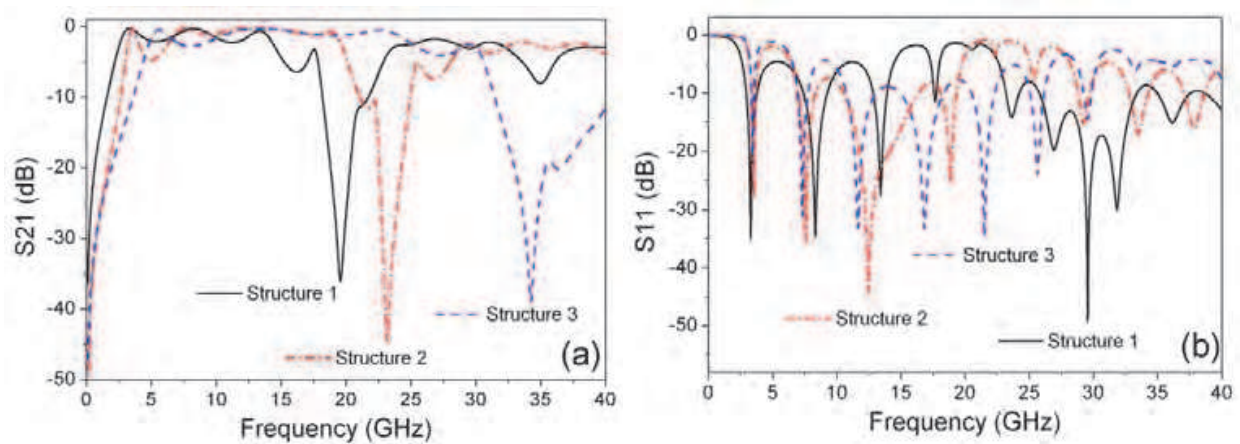 0
-10
-20
-30
-40
-50
S21 (dB)
0 5 10 15 20 25 30 35 40
Frequency (GHz)
Structure 1
Structure 2
Structure 3
(a)
0
-10
-20
-30
-40
-50
S11 (dB)
0 5 10 15 20 25 30 35 40
Frequency (GHz)
Structure 3
Structure 2
Structure 1
(b)